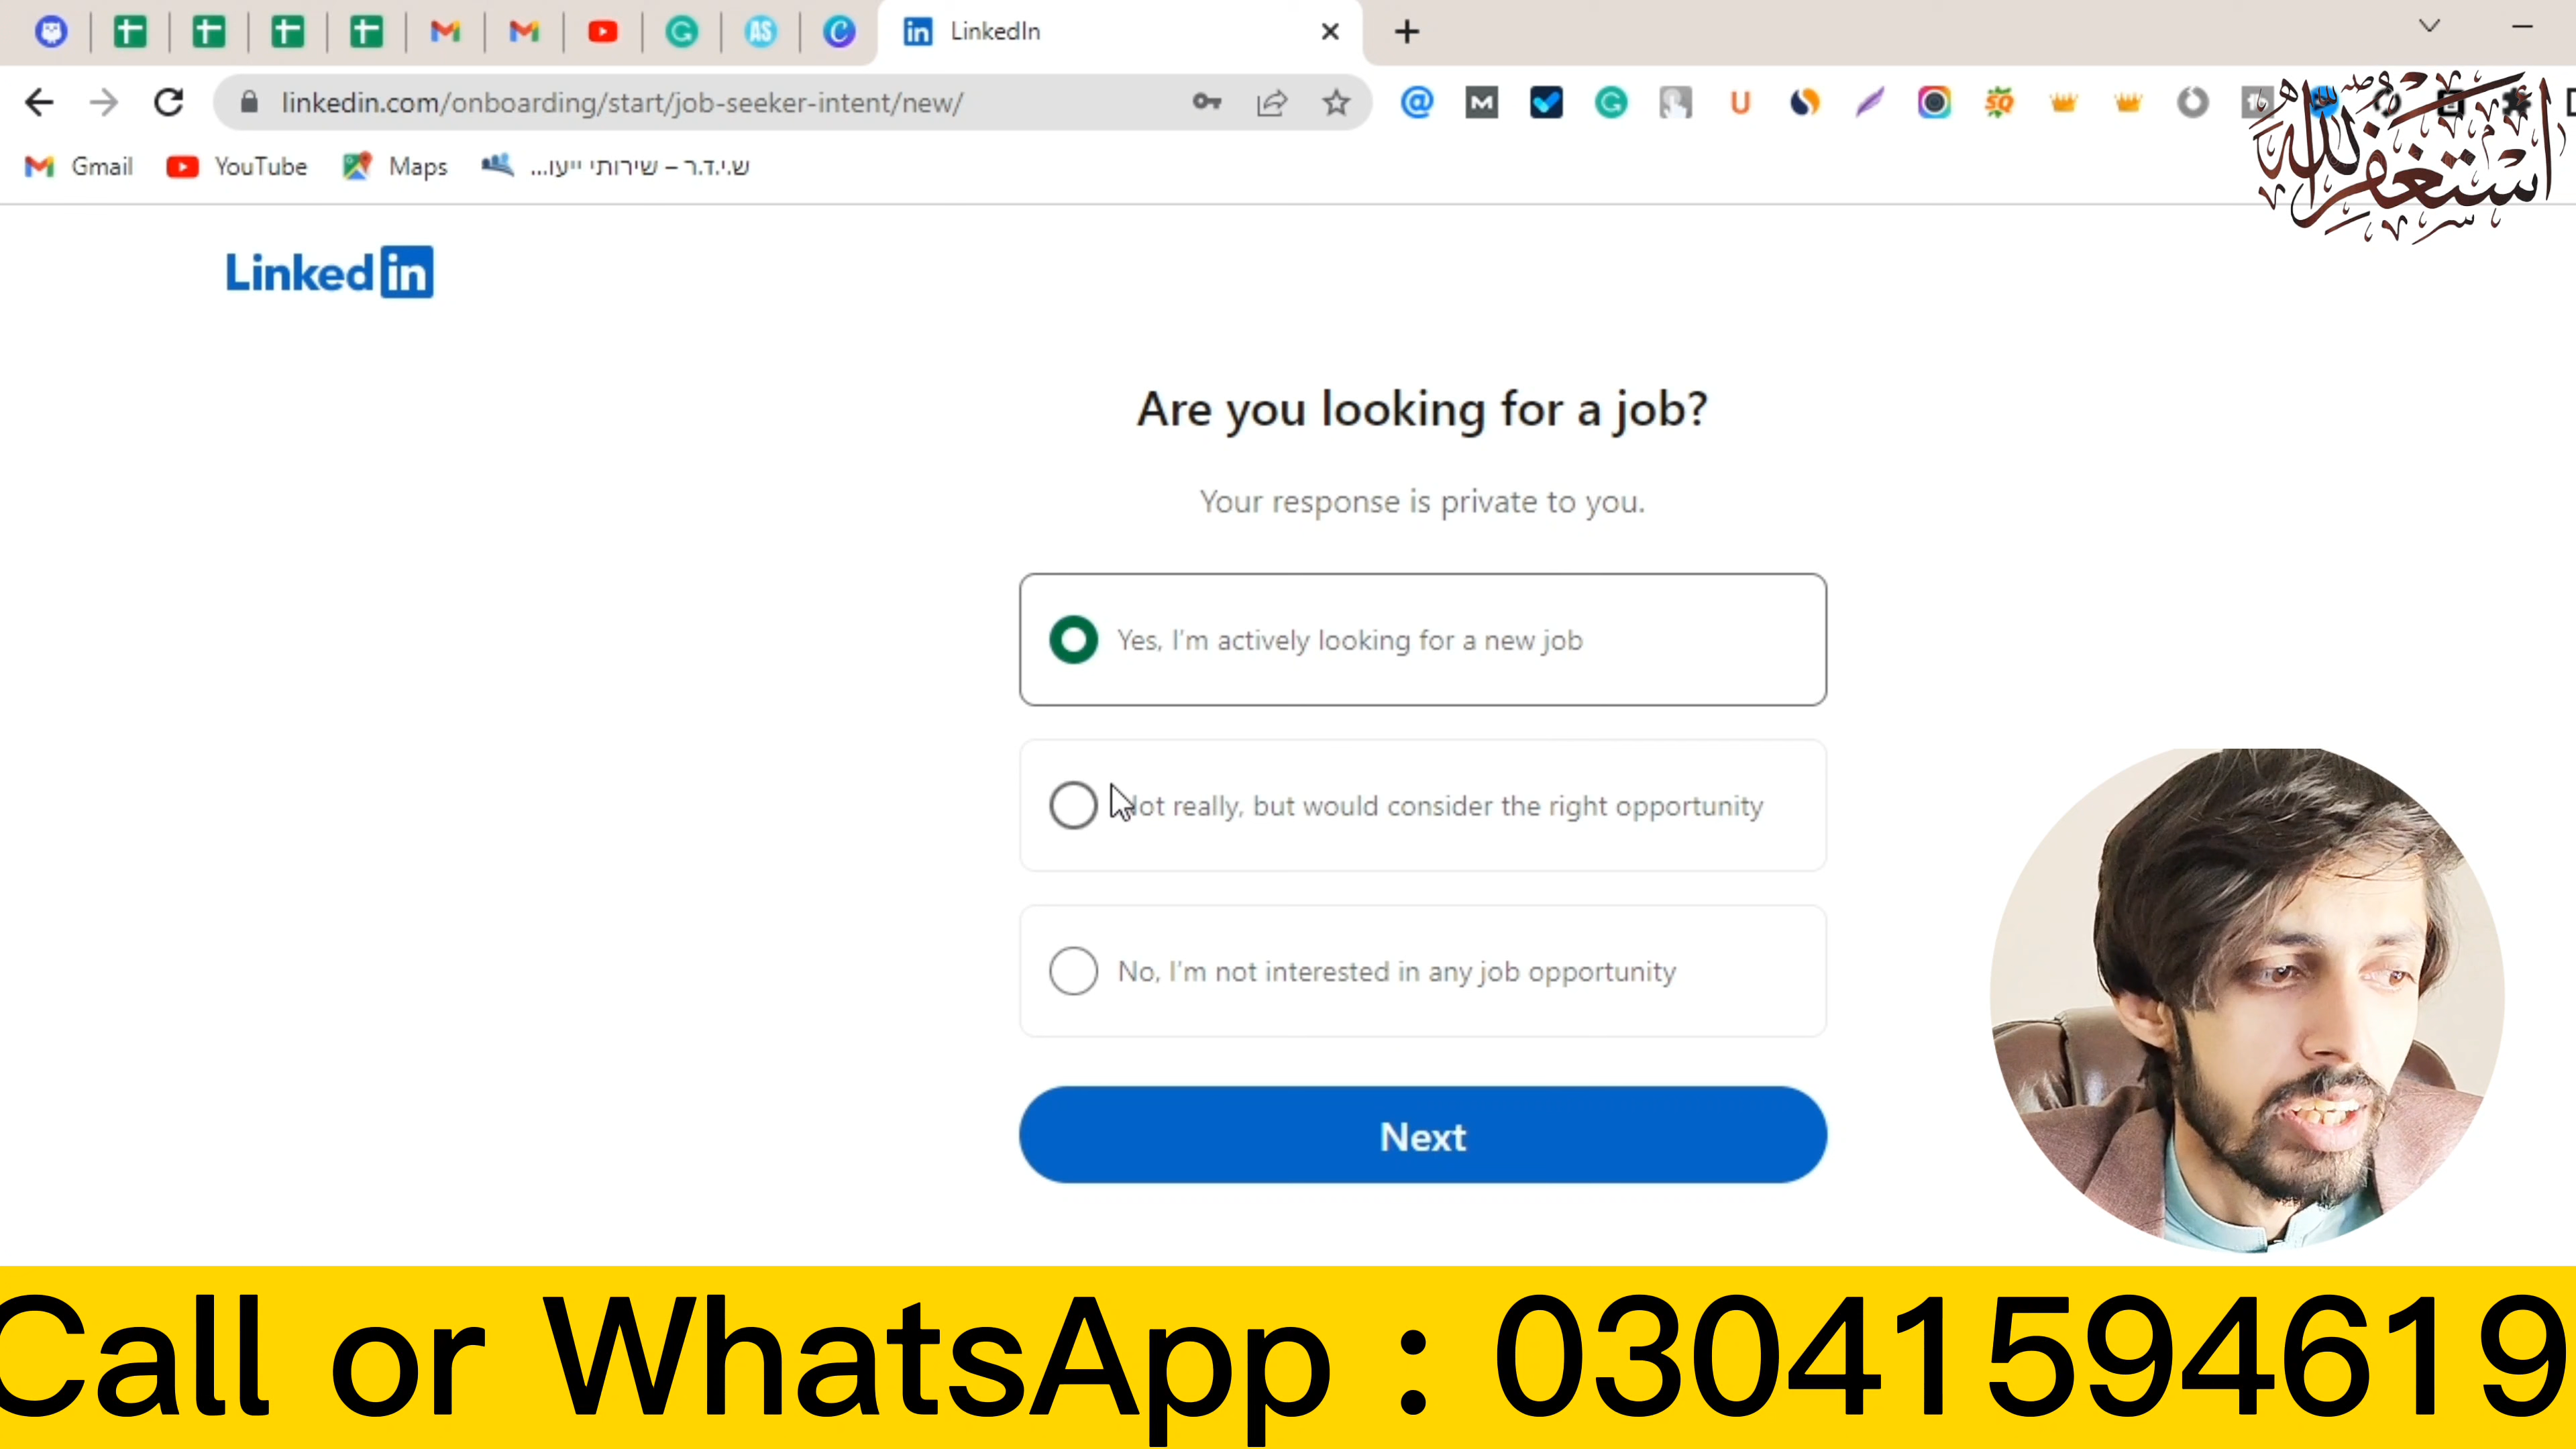 LinkedIn
linkedin.com/onboarding/start/job-seeker-intent/new/
Gmail
YouTube
Maps
ש.י.ד.ר – שירותי ייעו...
LinkedIn
أستغفر الله
Are you looking for a job?
Your response is private to you.
Yes, I'm actively looking for a new job
Not really, but would consider the right opportunity
No, I'm not interested in any job opportunity
Next
Call or WhatsApp : 03041594619